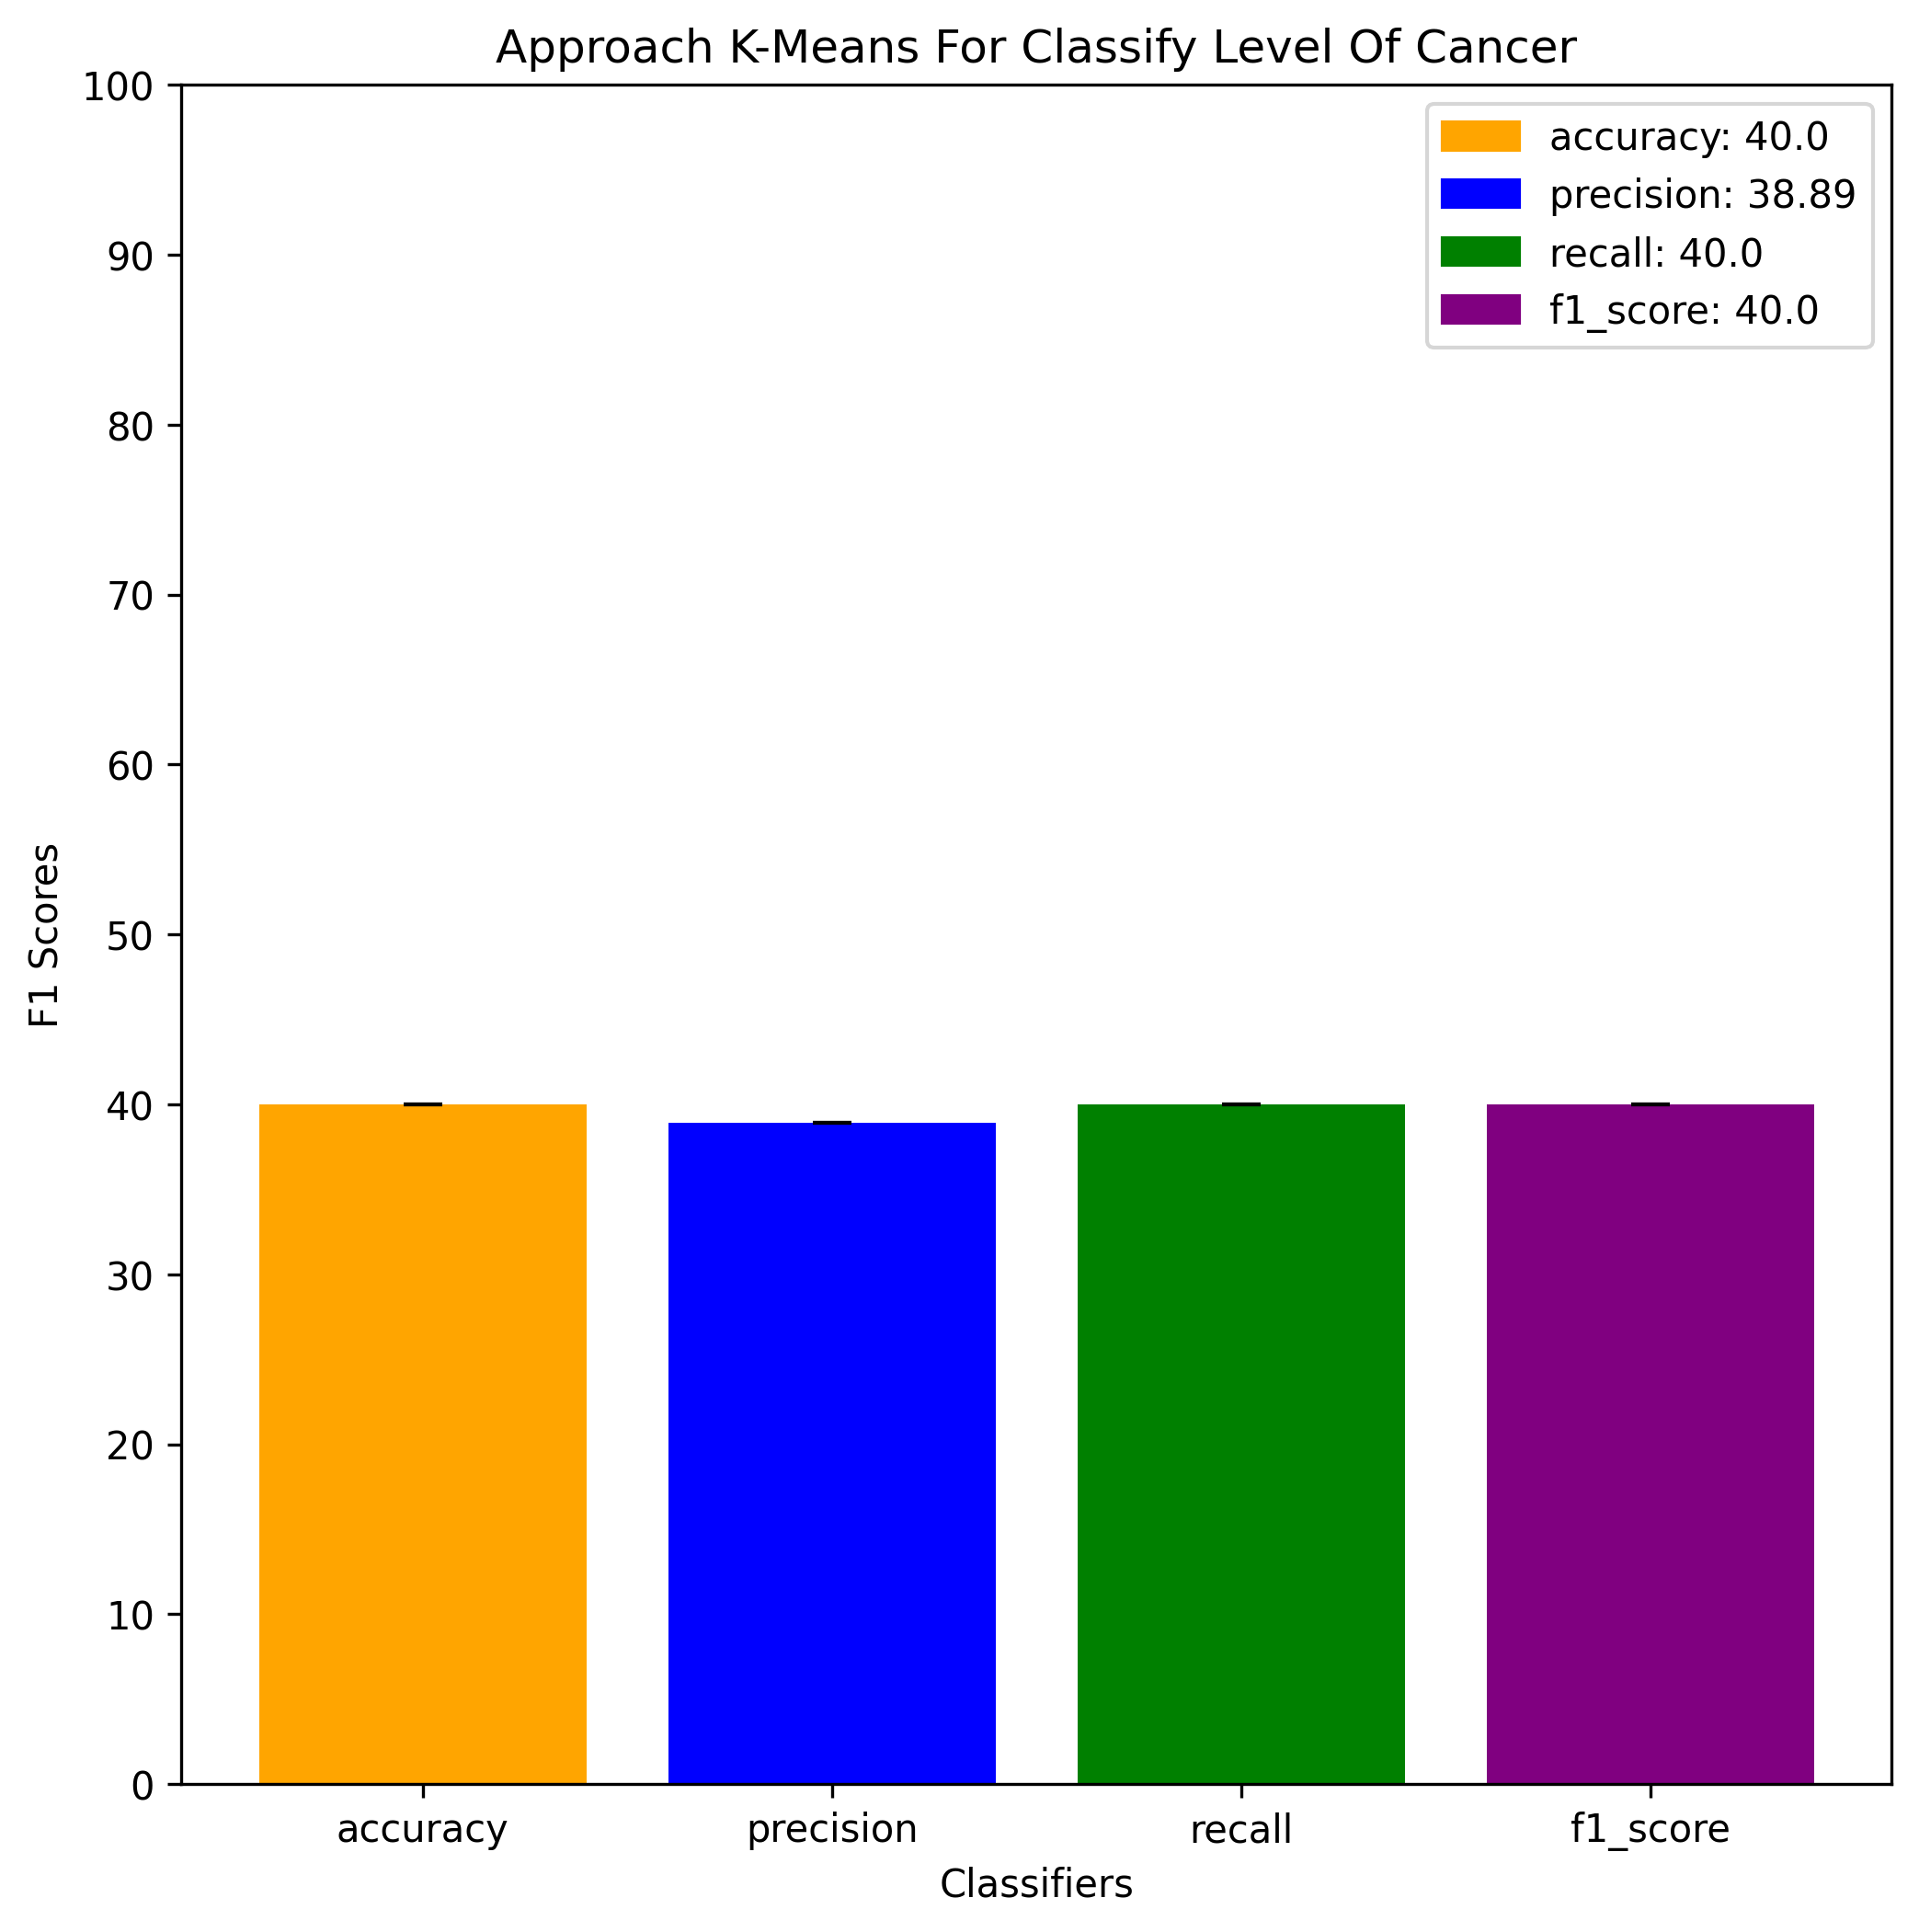 Approach K-Means For Classify Level Of Cancer
100
90
80
70
60
50
40
30
20
10
0
F1 Scores
accuracy: 40.0
precision: 38.89
recall: 40.0
f1_score: 40.0
accuracy precision recall f1_score
Classifiers